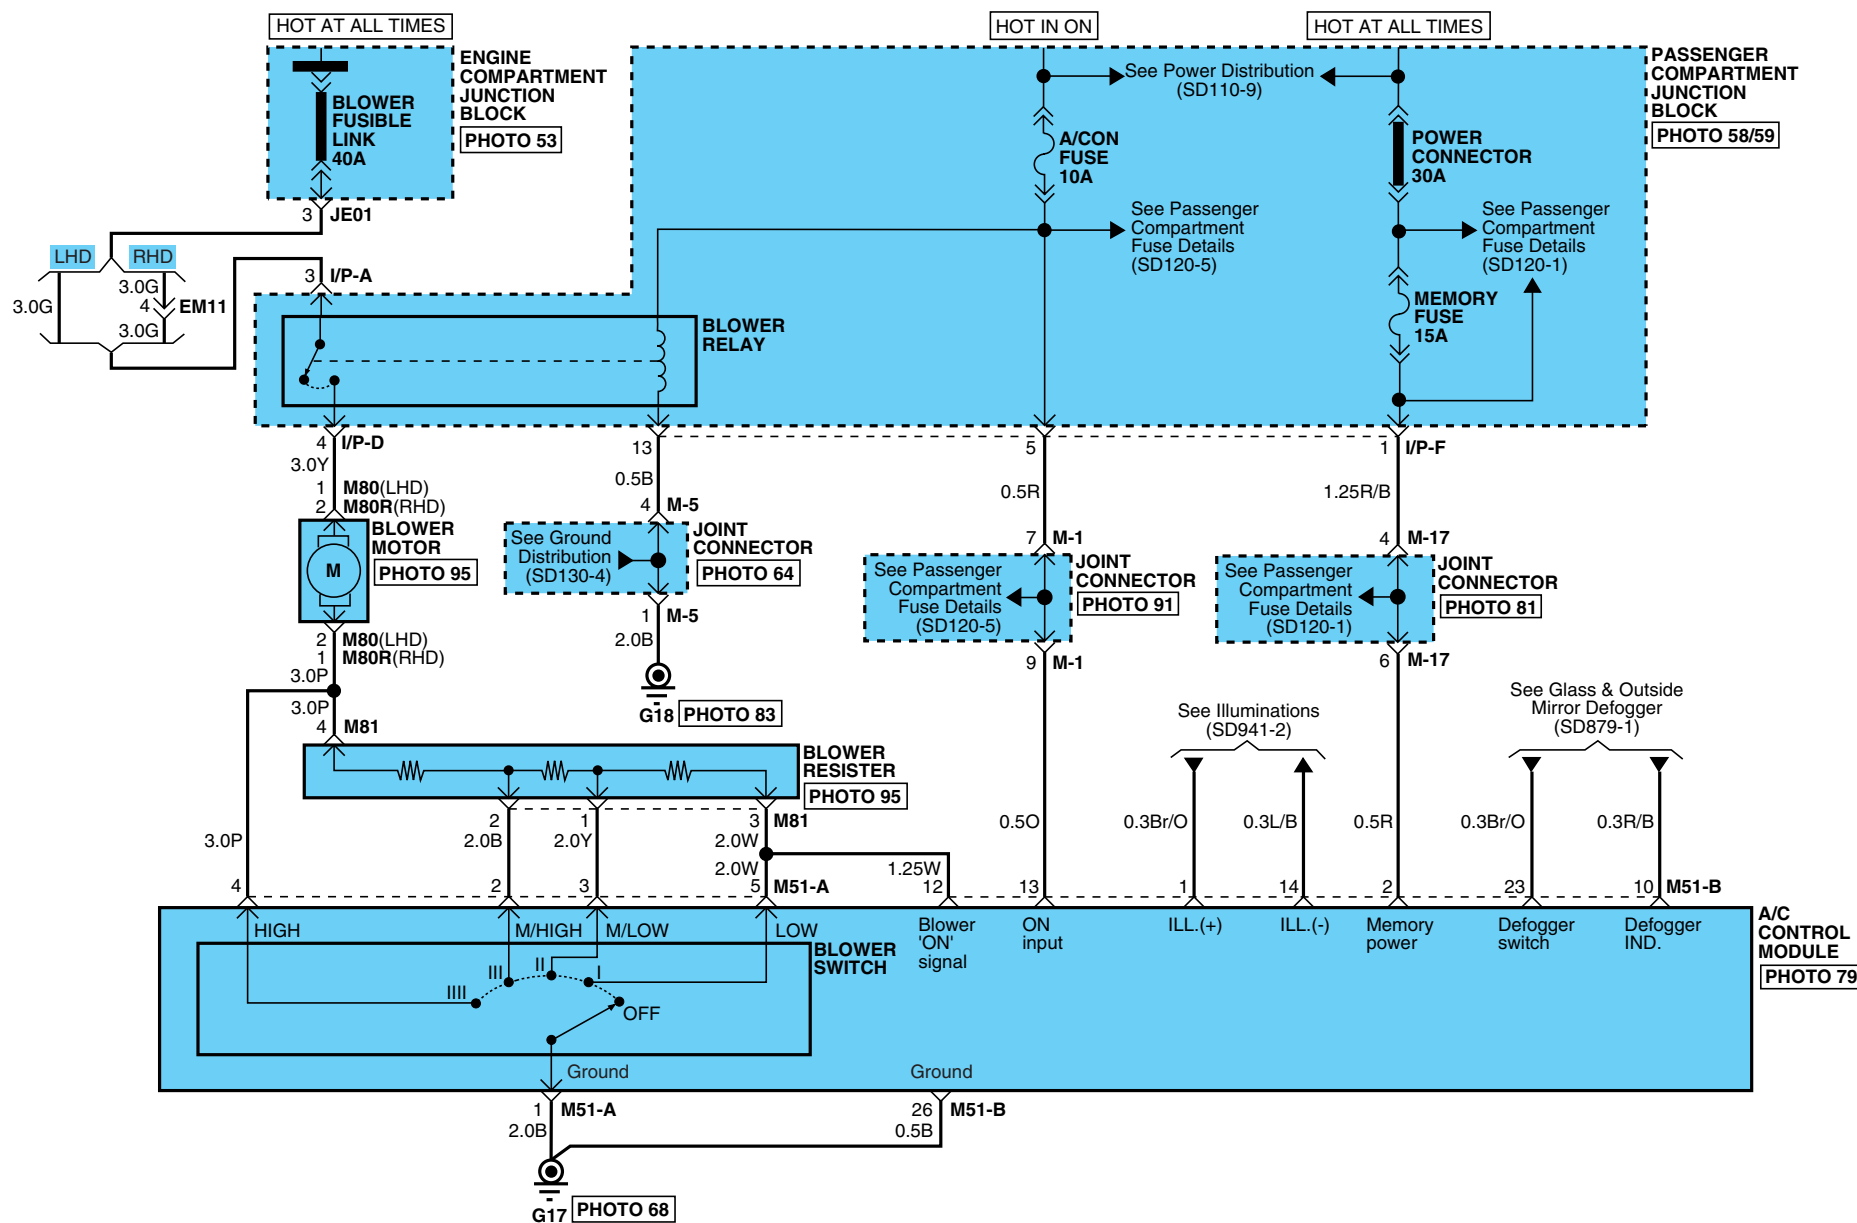 HOT AT ALL TIMES
HOT IN ON
HOT AT ALL TIMES
ENGINE
COMPARTMENT
JUNCTION
BLOCK
PHOTO 53
BLOWER
FUSIBLE
LINK
40A
See Power Distribution
(SD110-9)
PASSENGER
COMPARTMENT
JUNCTION
BLOCK
PHOTO 58/59
A/CON
FUSE
10A
POWER
CONNECTOR
30A
3 JE01
See Passenger
Compartment
Fuse Details
(SD120-5)
See Passenger
Compartment
Fuse Details
(SD120-1)
LHD
RHD
3.0G
3.0G
4 EM11
3.0G
3 I/P-A
MEMORY
FUSE
15A
BLOWER
RELAY
4 I/P-D
13
5
1 I/P-F
3.0Y
0.5B
0.5R
1.25R/B
1 M80(LHD)
2 M80R(RHD)
4 M-5
BLOWER
MOTOR
PHOTO 95
M
See Ground
Distribution
(SD130-4)
JOINT
CONNECTOR
PHOTO 64
7 M-1
4 M-17
See Passenger
Compartment
Fuse Details
(SD120-5)
JOINT
CONNECTOR
PHOTO 91
See Passenger
Compartment
Fuse Details
(SD120-1)
JOINT
CONNECTOR
PHOTO 81
1 M-5
2.0B
2 M80(LHD)
1 M80R(RHD)
3.0P
9 M-1
6 M-17
3.0P
4 M81
G18 PHOTO 83
See Illuminations
(SD941-2)
See Glass & Outside
Mirror Defogger
(SD879-1)
BLOWER
RESISTER
PHOTO 95
2
1
3 M81
3.0P
2.0B
2.0Y
2.0W
2.0W
1.25W
0.5O
0.3Br/O
0.3L/B
0.5R
0.3Br/O
0.3R/B
4
2
3
5 M51-A
12
13
1
14
2
23
10 M51-B
HIGH
M/HIGH
M/LOW
LOW
Blower
'ON'
signal
ON
input
ILL.(+)
ILL.(-)
Memory
power
Defogger
switch
Defogger
IND.
A/C
CONTROL
MODULE
PHOTO 79
BLOWER
SWITCH
IIII
III
II
I
OFF
Ground
Ground
1 M51-A
26 M51-B
2.0B
0.5B
G17 PHOTO 68